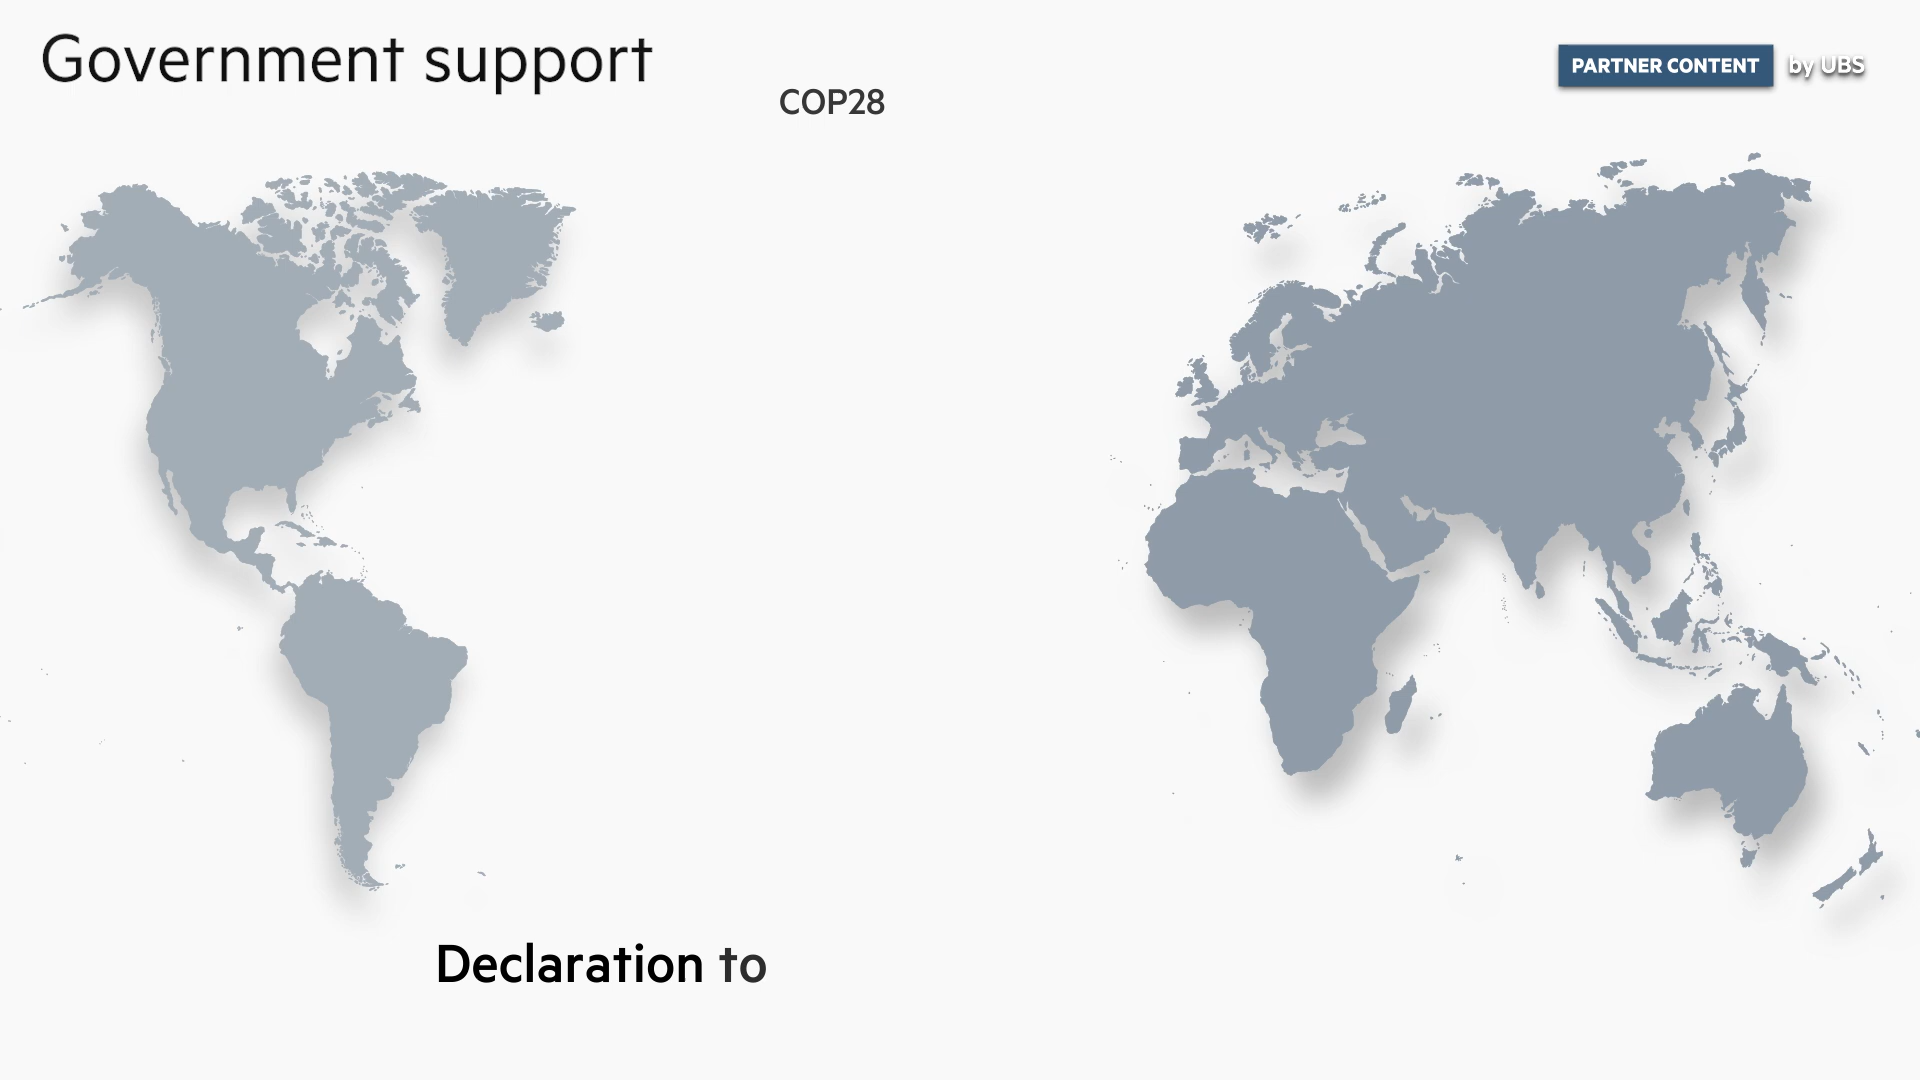 Government support
PARTNER CONTENT by UBS
COP28
Declaration to